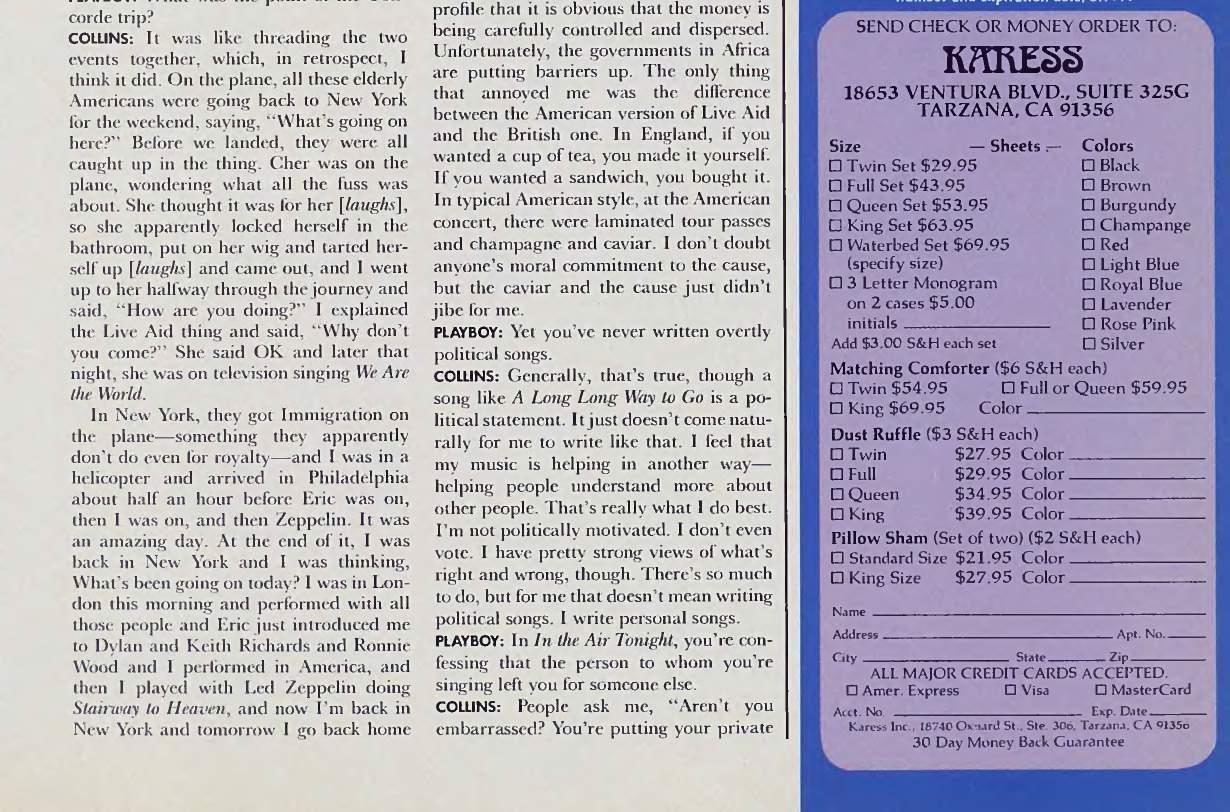 corde trip?
COLLINS: It was like threading the two
events together, which, in retrospect, I
think it did. On the plane, all these elderly
Americans were going back to New York
for the weekend, saying, "What's going on
here?" Before we landed, they were all
caught up in the thing. Cher was on the
plane, wondering what all the fuss was
about. She thought it was for her [laughs],
so she apparently locked herself in the
bathroom, put on her wig and tarted her-
self up [laughs] and came out, and I went
up to her halfway through the journey and
said, "How are you doing?" I explained
the Live Aid thing and said, "Why don't
you come?" She said OK and later that
night, she was on television singing We Are
the World.
In New York, they got Immigration on
the plane—something they apparently
don't do even for royalty—and I was in a
helicopter and arrived in Philadelphia
about half an hour before Eric was on,
then I was on, and then Zeppelin. It was
an amazing day. At the end of it, I was
back in New York and I was thinking,
What's been going on today? I was in Lon-
don this morning and performed with all
those people and Eric just introduced me
to Dylan and Keith Richards and Ronnie
Wood and I performed in America, and
then I played with Led Zeppelin doing
Stairway to Heaven, and now I'm back in
New York and tomorrow I go back home
profile that it is obvious that the money is
being carefully controlled and dispersed.
Unfortunately, the governments in Africa
are putting barriers up. The only thing
that annoyed me was the difference
between the American version of Live Aid
and the British one. In England, if you
wanted a cup of tea, you made it yourself.
If you wanted a sandwich, you bought it.
In typical American style, at the American
concert, there were laminated tour passes
and champagne and caviar. I don't doubt
anyone's moral commitment to the cause,
but the caviar and the cause just didn't
jibe for me.
PLAYBOY: Yet you've never written overtly
political songs.
COLLINS: Generally, that's true, though a
song like A Long Long Way to Go is a po-
litical statement. It just doesn't come natu-
rally for me to write like that. I feel that
my music is helping in another way—
helping people understand more about
other people. That's really what I do best.
I'm not politically motivated. I don't even
vote. I have pretty strong views of what's
right and wrong, though. There's so much
to do, but for me that doesn't mean writing
political songs. I write personal songs.
PLAYBOY: In In the Air Tonight, you're con-
fessing that the person to whom you're
singing left you for someone else.
COLLINS: People ask me, "Aren't you
embarrassed? You're putting your private
SEND CHECK OR MONEY ORDER TO:
KARESS
18653 VENTURA BLVD., SUITE 325G
TARZANA, CA 91356
Size — Sheets — Colors
☐ Twin Set $29.95 ☐ Black
☐ Full Set $43.95 ☐ Brown
☐ Queen Set $53.95 ☐ Burgundy
☐ King Set $63.95 ☐ Champange
☐ Waterbed Set $69.95 ☐ Red
(specify size) ☐ Light Blue
☐ 3 Letter Monogram ☐ Royal Blue
on 2 cases $5.00 ☐ Lavender
initials ☐ Rose Pink
Add $3.00 S&H each set ☐ Silver
Matching Comforter ($6 S&H each)
☐ Twin $54.95 ☐ Full or Queen $59.95
☐ King $69.95 Color
Dust Ruffle ($3 S&H each)
☐ Twin $27.95 Color
☐ Full $29.95 Color
☐ Queen $34.95 Color
☐ King $39.95 Color
Pillow Sham (Set of two) ($2 S&H each)
☐ Standard Size $21.95 Color
☐ King Size $27.95 Color
Name
Address Apt. No.
City State Zip
ALL MAJOR CREDIT CARDS ACCEPTED.
☐ Amer. Express ☐ Visa ☐ MasterCard
Acct. No. Exp. Date
Karess Inc., 18740 Oxnard St., Ste. 306, Tarzana, CA 91356
30 Day Money Back Guarantee